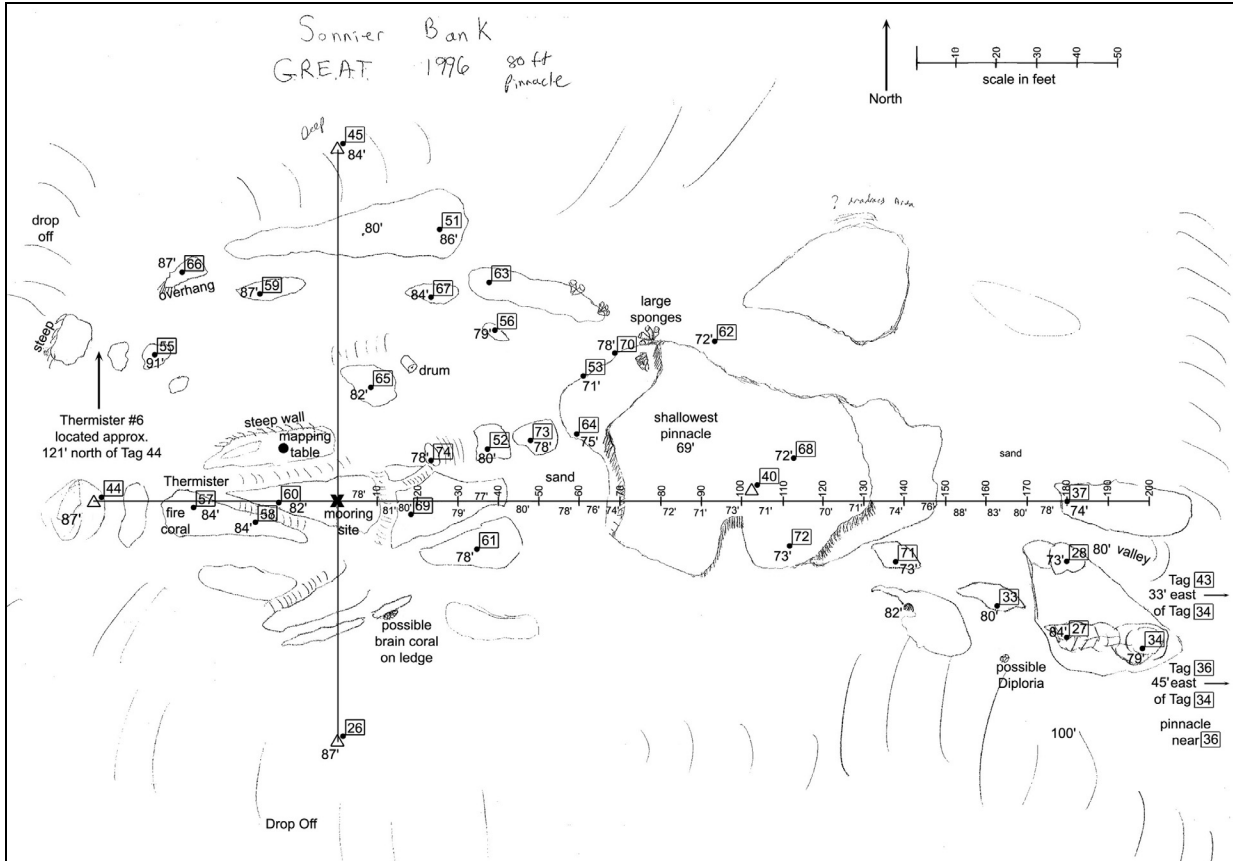 Sonnier Bank
G.R.E.A.T. 1996 80 ft
Pinnacle
North
10 20 30 40 50
scale in feet
Deep
45
84'
drop
off
80'
51
86'
? Area
87'
66
overhang
59
87'
67
84'
63
56
79'
large
sponges
62
72'
78'
70
steep
55
91'
65
82'
drum
53
71'
Thermister #6
located approx.
121' north of Tag 44
steep wall
mapping
table
74
78'
52
80'
73
78'
64
75'
shallowest
pinnacle
69'
68
72'
sand
sand
44
87'
Thermister
57
84'
fire
coral
60
82'
58
84'
78'
mooring
site
10 20 30 40 50 60 70 80 90 100 110 120 130 140 150 160 170 180 190 200
81' 80' 79' 77' 80' 78' 76' 74' 78' 72' 71' 73' 71' 70' 71' 74' 76' 88' 83' 80'
69
40
37
74'
61
78'
72
73'
71
73'
28
73'
80' valley
Tag 43
33' east
of Tag 34
33
80'
82'
possible
brain coral
on ledge
84'
27
34
79'
possible
Diploria
Tag 36
45' east
of Tag 34
26
87'
100'
pinnacle
near 36
Drop Off